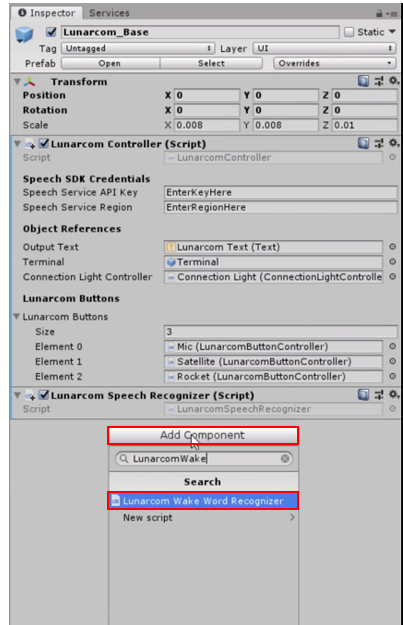 Inspector Services
Lunarcom_Base Static
Tag Untagged Layer UI
Prefab Open Select Overrides
Transform
Position X 0 Y 0 Z 0
Rotation X 0 Y 0 Z 0
Scale X 0.008 Y 0.008 Z 0.01
Lunarcom Controller (Script)
Script LunarcomController
Speech SDK Credentials
Speech Service API Key EnterKeyHere
Speech Service Region EnterRegionHere
Object References
Output Text Lunarcom Text (Text)
Terminal Terminal
Connection Light Controller Connection Light (ConnectionLightControlle
Lunarcom Buttons
Lunarcom Buttons
Size 3
Element 0 Mic (LunarcomButtonController)
Element 1 Satellite (LunarcomButtonController)
Element 2 Rocket (LunarcomButtonController)
Lunarcom Speech Recognizer (Script)
Script LunarcomSpeechRecognizer
Add Component
LunarcomWake
Search
Lunarcom Wake Word Recognizer
New script